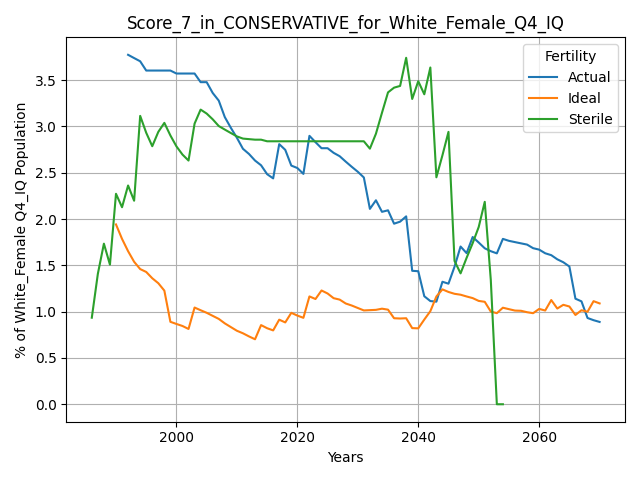 Score_7_in_CONSERVATIVE_for_White_Female_Q4_IQ
% of White_Female Q4_IQ Population
3.5
3.0
2.5
2.0
1.5
1.0
0.5
0.0
Fertility
Actual
Ideal
Sterile
2000
2020
2040
2060
Years